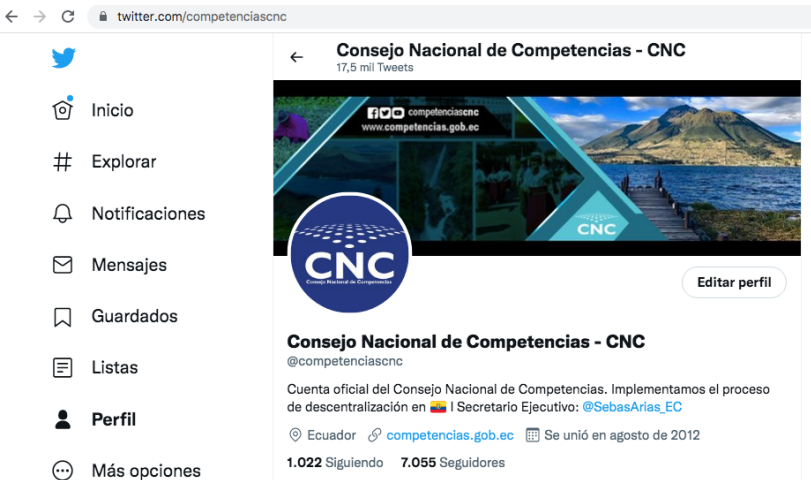 twitter.com/competenciascnc
Consejo Nacional de Competencias - CNC
17,5 mil Tweets
competenciascnc
www.competencias.gob.ec
CNC
CNC
Consejo Nacional de Competencias
Inicio
Explorar
Notificaciones
Mensajes
Guardados
Listas
Perfil
Más opciones
Editar perfil
Consejo Nacional de Competencias - CNC
@competenciascnc
Cuenta oficial del Consejo Nacional de Competencias. Implementamos el proceso
de descentralización en 🇪🇨 I Secretario Ejecutivo: @SebasArias_EC
Ecuador competencias.gob.ec Se unió en agosto de 2012
1.022 Siguiendo 7.055 Seguidores